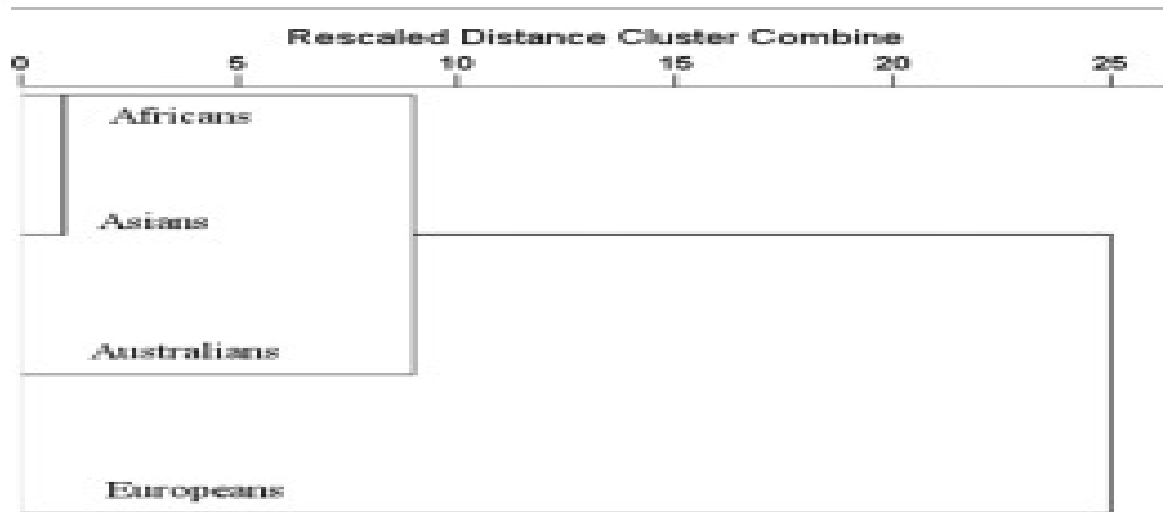 Rescaled Distance Cluster Combine
0 5 10 15 20 25
Africans
Asians
Australians
Europeans